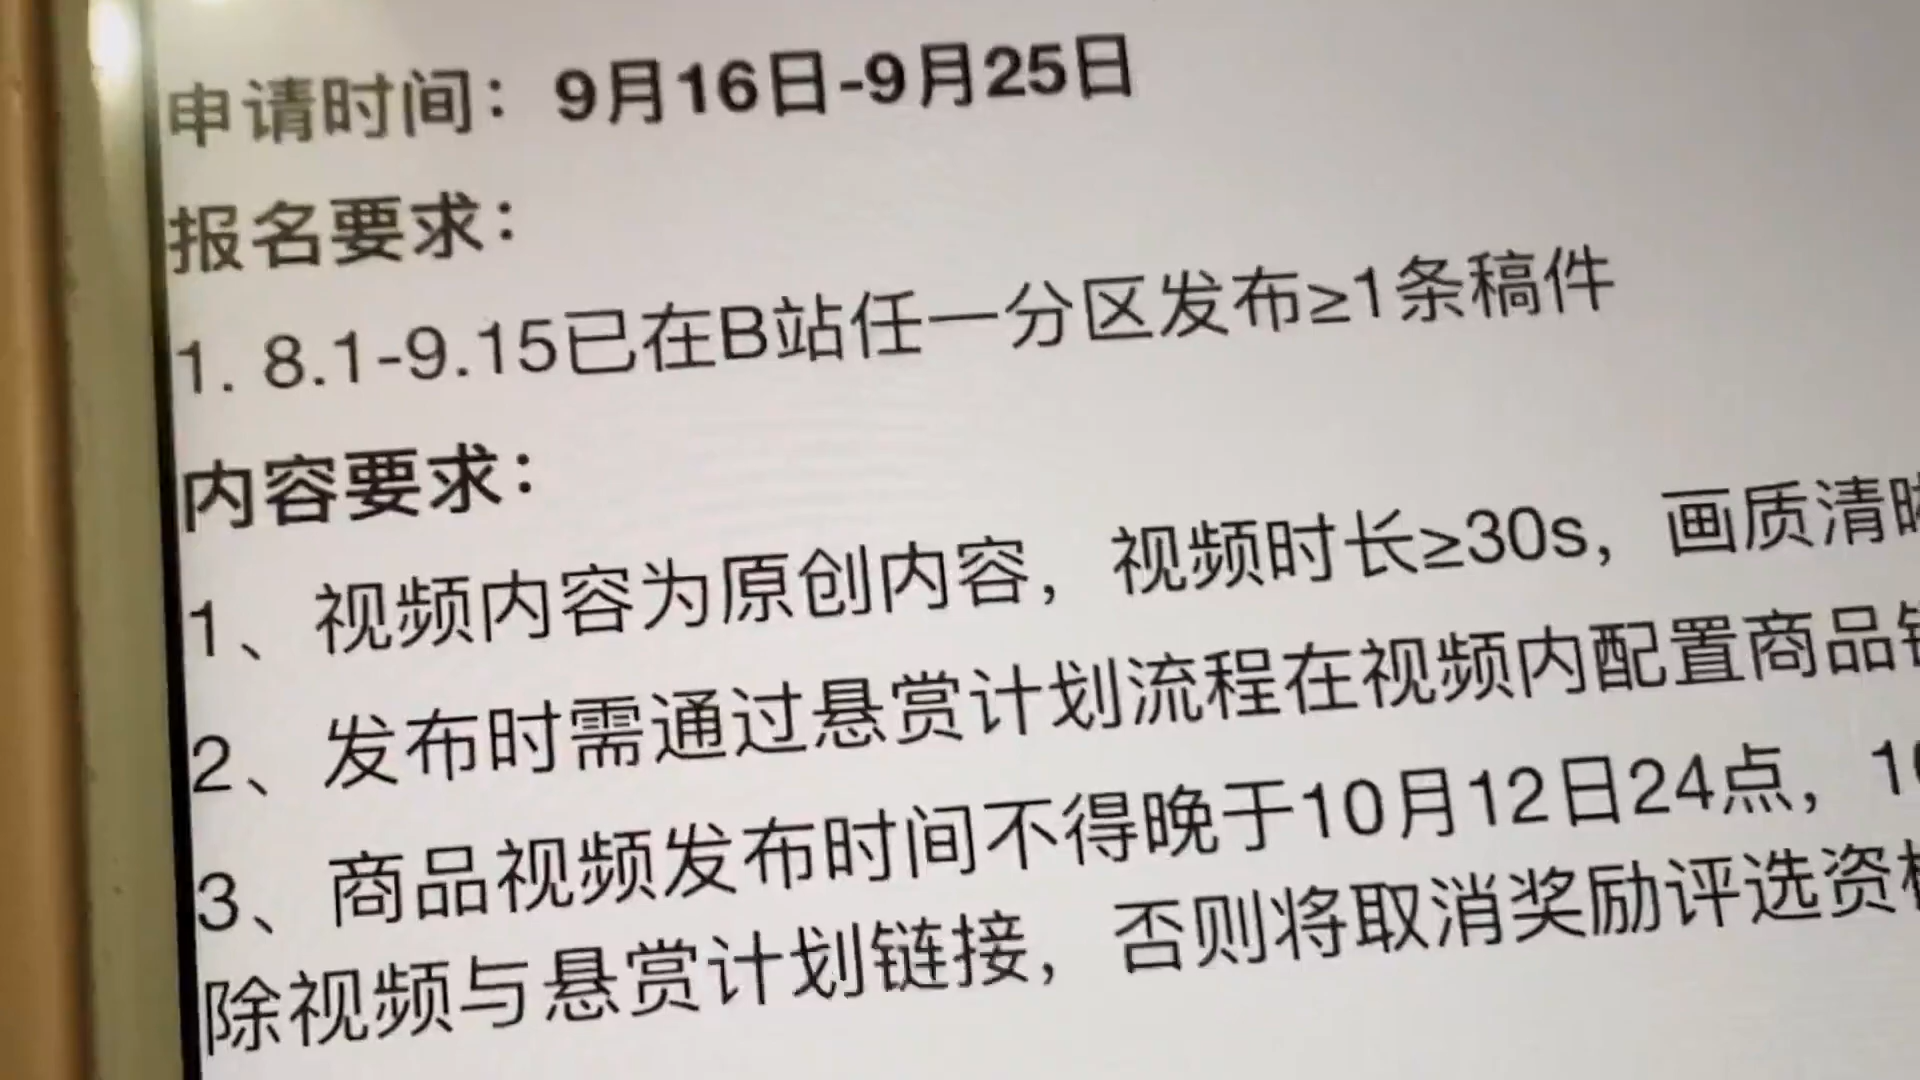 申请时间：9月16日-9月25日
报名要求：
1. 8.1-9.15已在B站任一分区发布≥1条稿件
内容要求：
1、视频内容为原创内容，视频时长≥30s，画质清
2、发布时需通过悬赏计划流程在视频内配置商品
3、商品视频发布时间不得晚于10月12日24点，1
除视频与悬赏计划链接，否则将取消奖励评选资